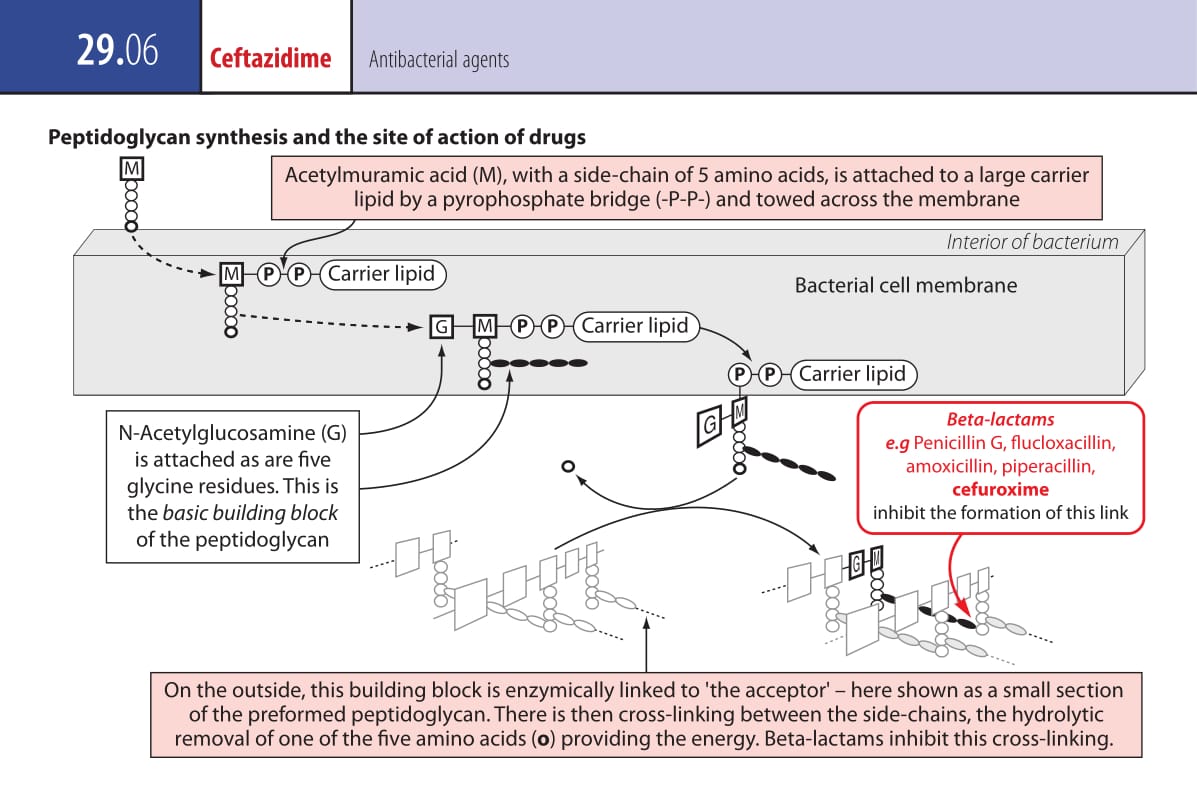 29.06
Ceftazidime
Antibacterial agents
Peptidoglycan synthesis and the site of action of drugs
M
Acetylmuramic acid (M), with a side-chain of 5 amino acids, is attached to a large carrier
lipid by a pyrophosphate bridge (-P-P-) and towed across the membrane
Interior of bacterium
M P P Carrier lipid
Bacterial cell membrane
G M P P Carrier lipid
P P Carrier lipid
G M
N-Acetylglucosamine (G)
is attached as are five
glycine residues. This is
the basic building block
of the peptidoglycan
Beta-lactams
e.g Penicillin G, flucloxacillin,
amoxicillin, piperacillin,
cefuroxime
inhibit the formation of this link
G M
On the outside, this building block is enzymically linked to 'the acceptor' – here shown as a small section
of the preformed peptidoglycan. There is then cross-linking between the side-chains, the hydrolytic
removal of one of the five amino acids (o) providing the energy. Beta-lactams inhibit this cross-linking.